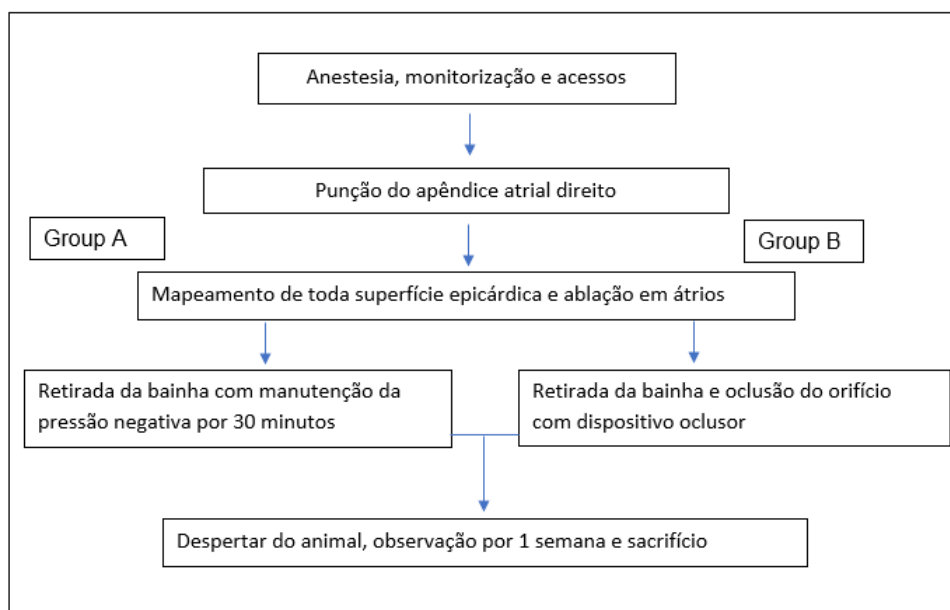 Anestesia, monitorização e acessos
Punção do apêndice atrial direito
Group A
Group B
Mapeamento de toda superfície epicárdica e ablação em átrios
Retirada da bainha com manutenção da
pressão negativa por 30 minutos
Retirada da bainha e oclusão do orifício
com dispositivo oclusor
Despertar do animal, observação por 1 semana e sacrifício